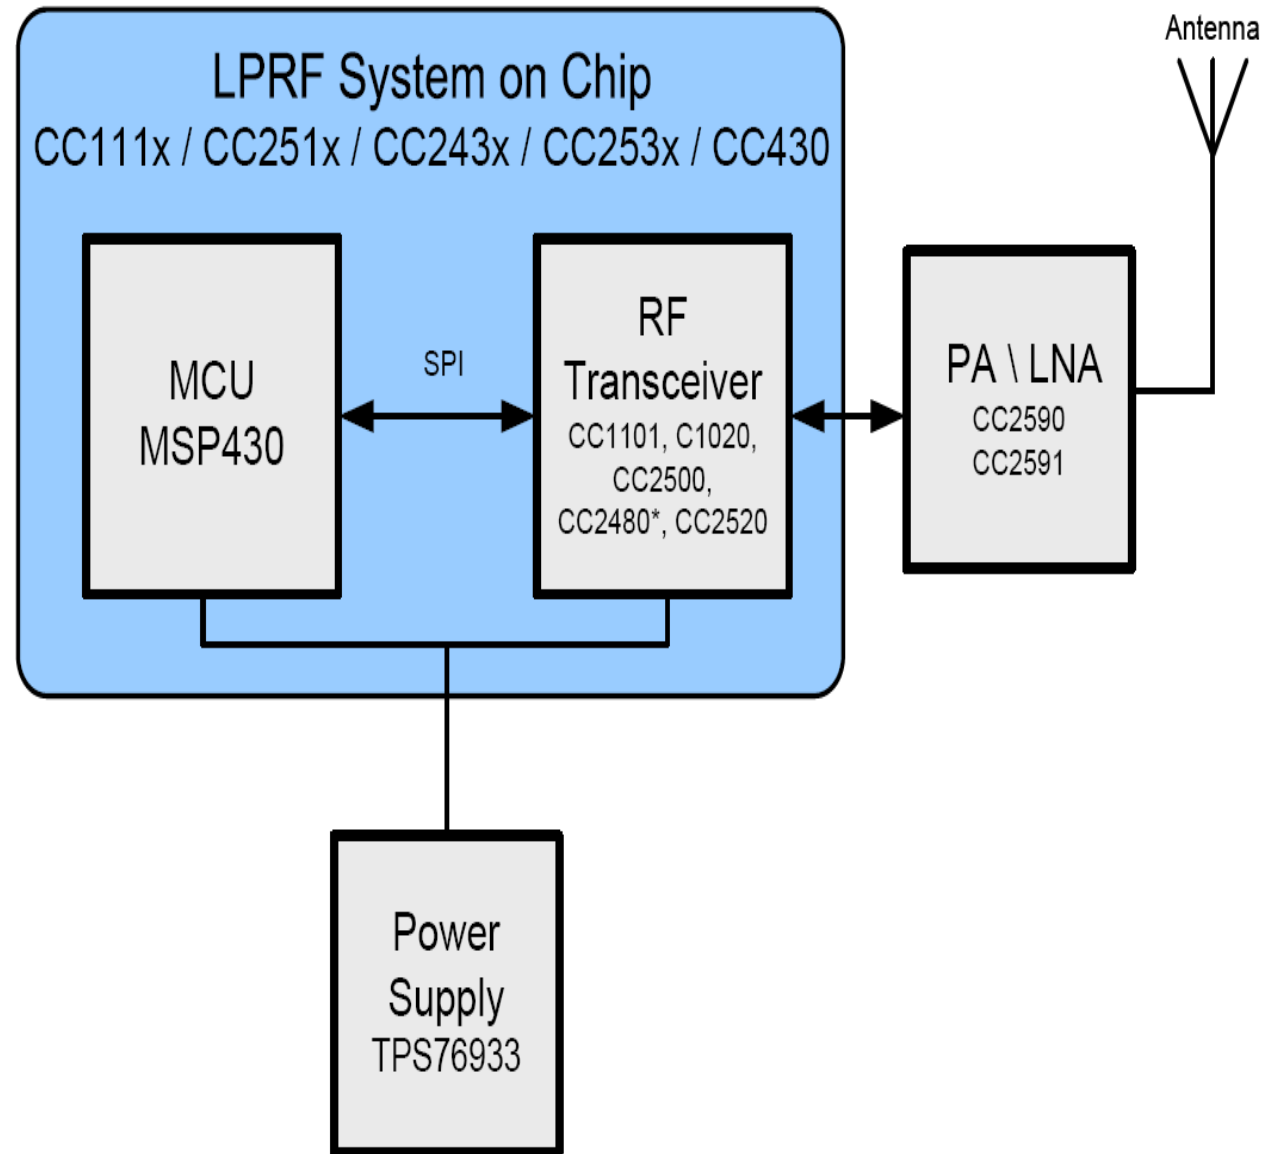 Antenna
LPRF System on Chip
CC111x / CC251x / CC243x / CC253x / CC430
MCU
MSP430
SPI
RF
Transceiver
CC1101, C1020,
CC2500,
CC2480*, CC2520
PA \ LNA
CC2590
CC2591
Power
Supply
TPS76933